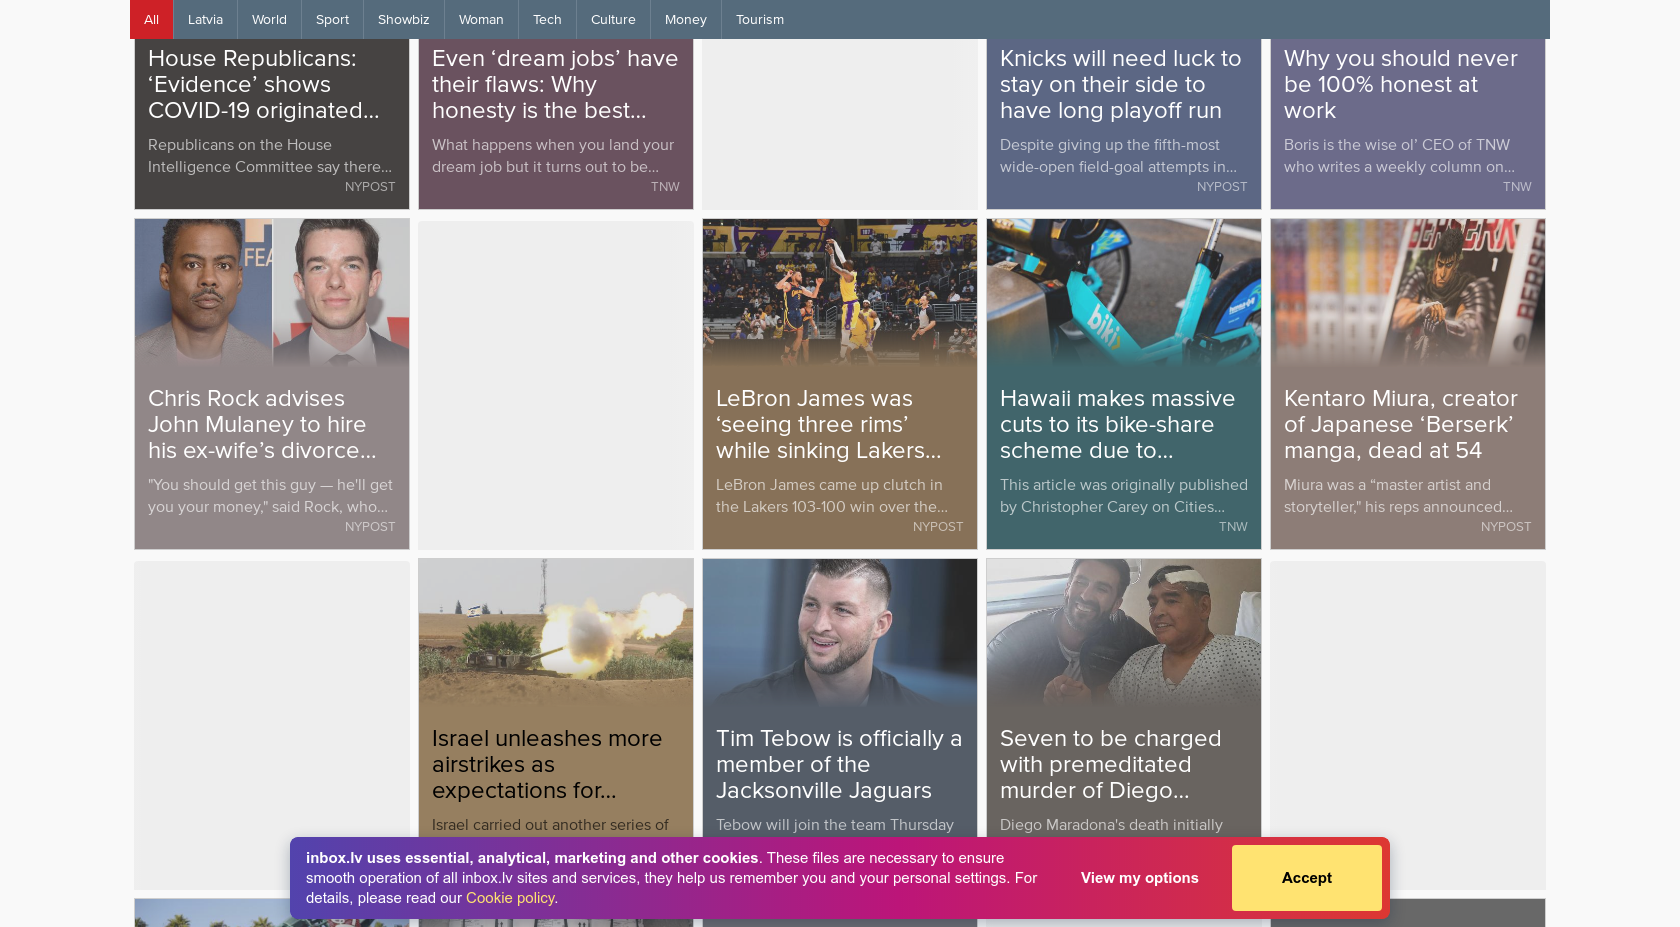 All
Latvia
World
Sport
Showbiz
Woman
Tech
Culture
Money
Tourism
House Republicans:
‘Evidence’ shows
COVID-19 originated...
Republicans on the House
Intelligence Committee say there...
NYPOST
Even ‘dream jobs’ have
their flaws: Why
honesty is the best...
What happens when you land your
dream job but it turns out to be...
TNW
Knicks will need luck to
stay on their side to
have long playoff run
Despite giving up the fifth-most
wide-open field-goal attempts in...
NYPOST
Why you should never
be 100% honest at
work
Boris is the wise ol’ CEO of TNW
who writes a weekly column on...
TNW
FEA
Chris Rock advises
John Mulaney to hire
his ex-wife’s divorce...
"You should get this guy — he'll get
you your money," said Rock, who...
NYPOST
LeBron James was
‘seeing three rims’
while sinking Lakers...
LeBron James came up clutch in
the Lakers 103-100 win over the...
NYPOST
biki
Hawaii makes massive
cuts to its bike-share
scheme due to...
This article was originally published
by Christopher Carey on Cities...
TNW
BERSERK
1
BERSE
Kentaro Miura, creator
of Japanese ‘Berserk’
manga, dead at 54
Miura was a “master artist and
storyteller," his reps announced...
NYPOST
Israel unleashes more
airstrikes as
expectations for...
Israel carried out another series of
Tim Tebow is officially a
member of the
Jacksonville Jaguars
Tebow will join the team Thursday
Seven to be charged
with premeditated
murder of Diego...
Diego Maradona's death initially
inbox.lv uses essential, analytical, marketing and other cookies. These files are necessary to ensure
smooth operation of all inbox.lv sites and services, they help us remember you and your personal settings. For
details, please read our Cookie policy.
View my options
Accept